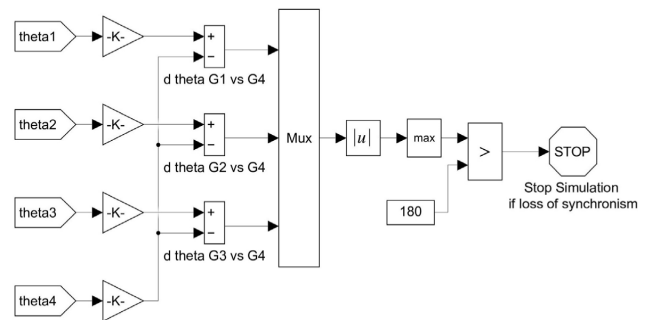 theta1
-K-
+
−
d theta G1 vs G4
theta2
-K-
+
−
d theta G2 vs G4
theta3
-K-
+
−
d theta G3 vs G4
theta4
-K-
Mux
|u|
max
>
180
STOP
Stop Simulation
if loss of synchronism